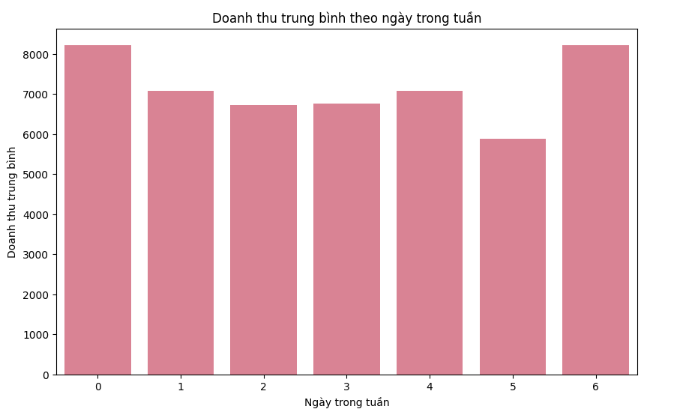 Doanh thu trung bình theo ngày trong tuần
8000
7000
6000
5000
4000
3000
2000
1000
0
Doanh thu trung bình
0 1 2 3 4 5 6
Ngày trong tuần